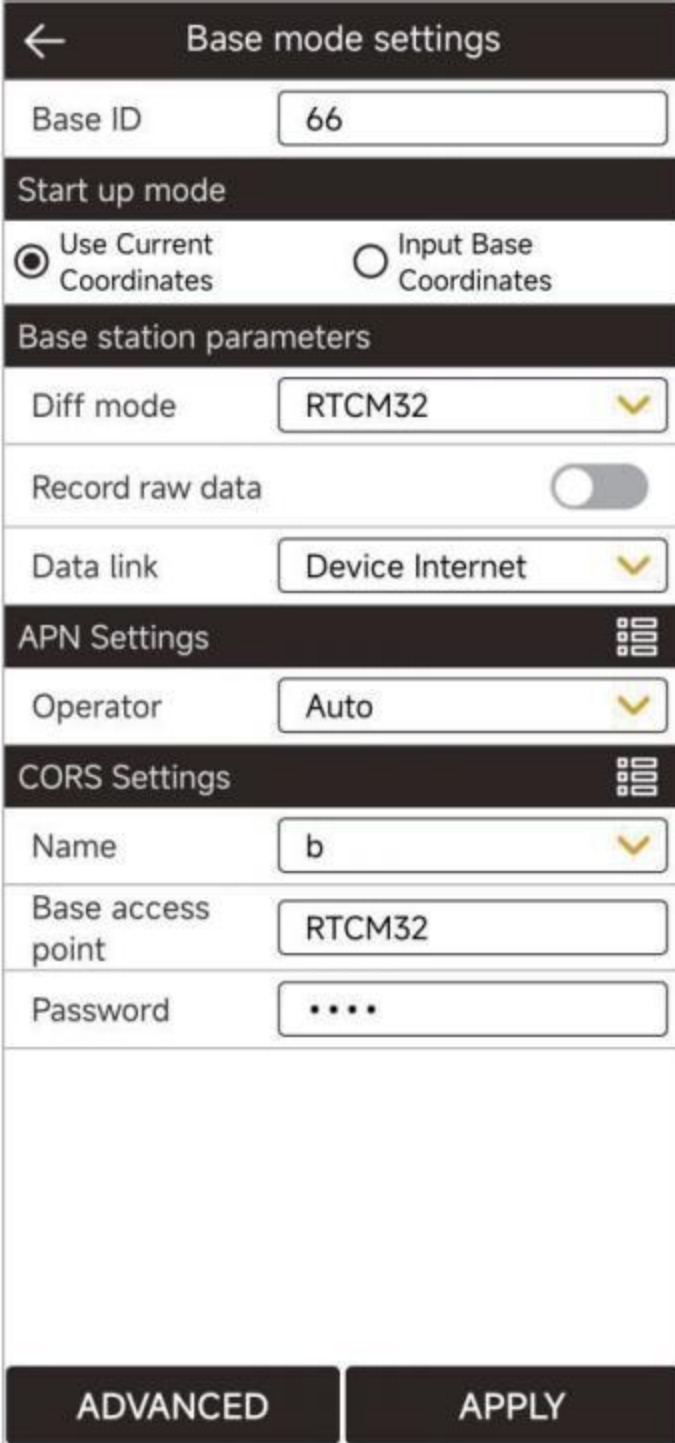 Base mode settings
Base ID
66
Start up mode
Use Current
Coordinates
Input Base
Coordinates
Base station parameters
Diff mode
RTCM32
Record raw data
Data link
Device Internet
APN Settings
Operator
Auto
CORS Settings
Name
b
Base access
point
RTCM32
Password
••••
ADVANCED
APPLY